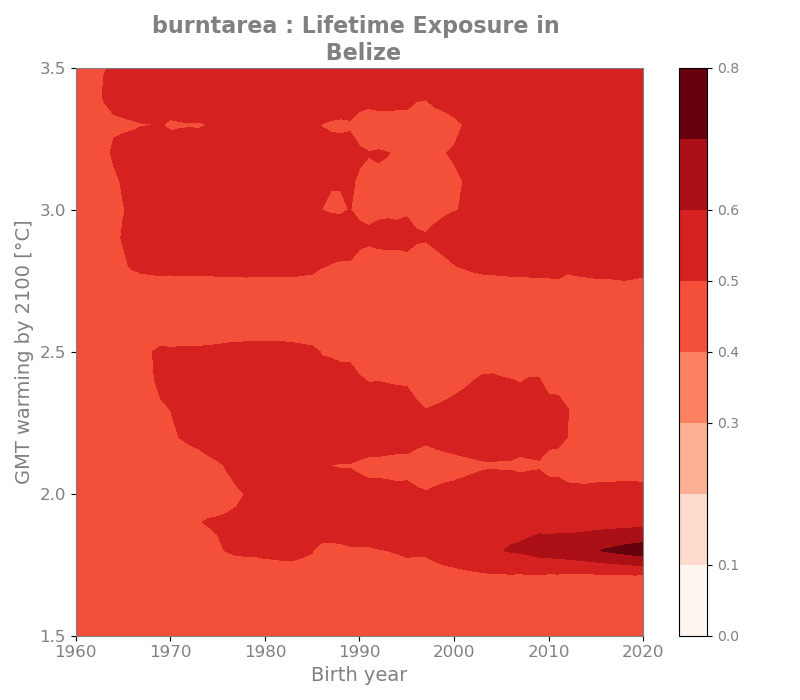 burntarea : Lifetime Exposure in
Belize
3.5
3.0
2.5
2.0
1.5
GMT warming by 2100 [°C]
1960 1970 1980 1990 2000 2010 2020
Birth year
0.8
0.6
0.5
0.4
0.3
0.1
0.0